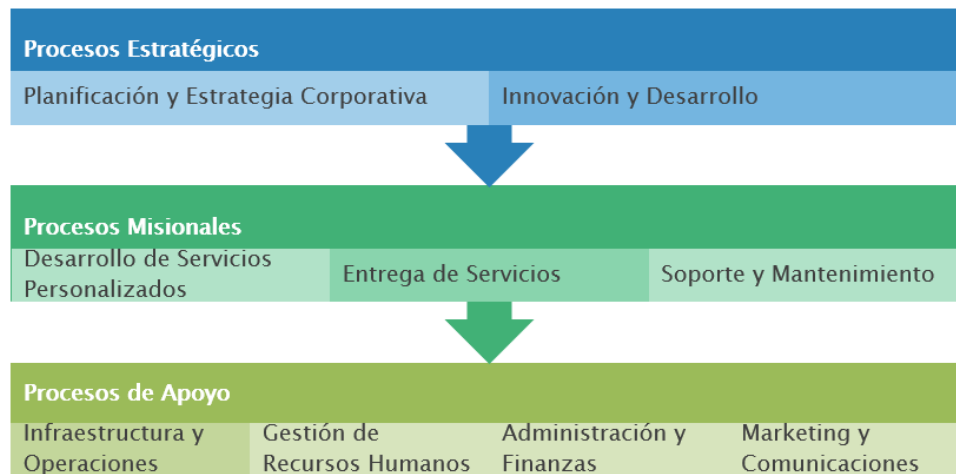 Procesos Estratégicos
Planificación y Estrategia Corporativa
Innovación y Desarrollo
Procesos Misionales
Desarrollo de Servicios
Personalizados
Entrega de Servicios
Soporte y Mantenimiento
Procesos de Apoyo
Infraestructura y
Operaciones
Gestión de
Recursos Humanos
Administración y
Finanzas
Marketing y
Comunicaciones